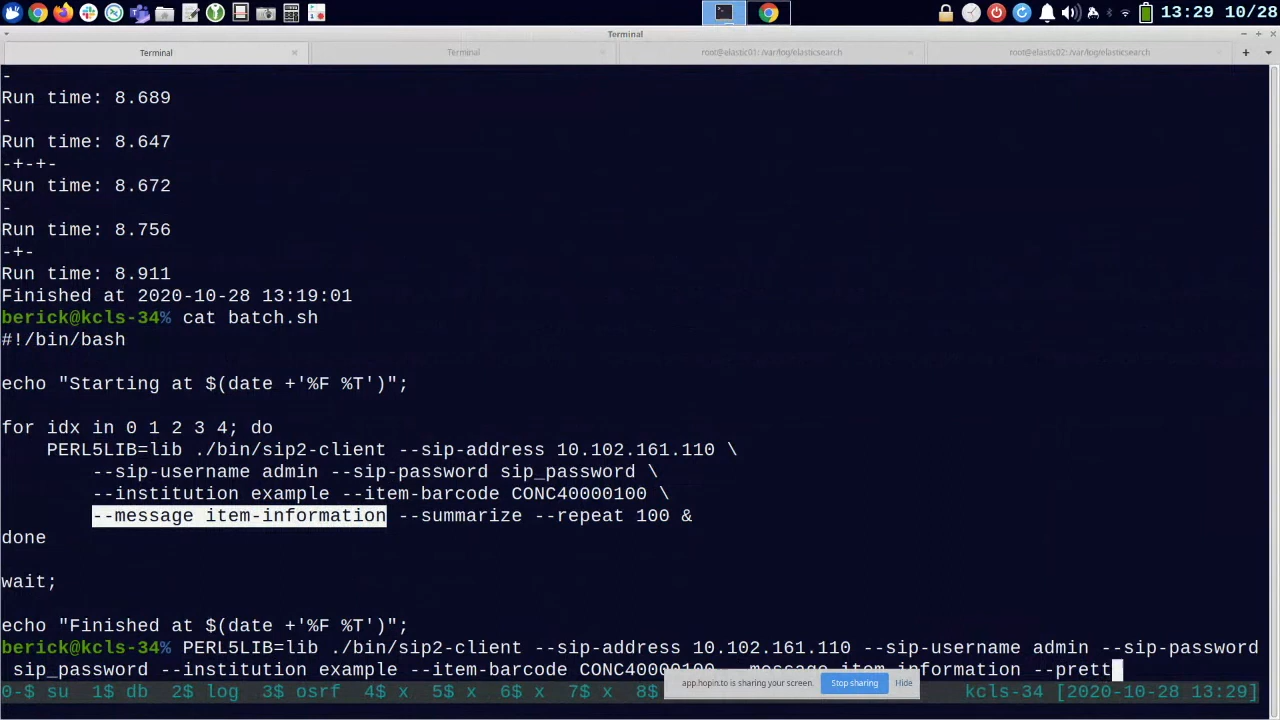 13:29 10/28
Terminal
Terminal Terminal root@elastic01: /var/log/elasticsearch root@elastic02: /var/log/elasticsearch
-
Run time: 8.689
-
Run time: 8.647
-+-+-
Run time: 8.672
-
Run time: 8.756
-+-
Run time: 8.911
Finished at 2020-10-28 13:19:01
berick@kcls-34% cat batch.sh
#!/bin/bash
echo "Starting at $(date +'%F %T')";
for idx in 0 1 2 3 4; do
PERL5LIB=lib ./bin/sip2-client --sip-address 10.102.161.110 \
--sip-username admin --sip-password sip_password \
--institution example --item-barcode CONC40000100 \
--message item-information --summarize --repeat 100 &
done
wait;
echo "Finished at $(date +'%F %T')";
berick@kcls-34% PERL5LIB=lib ./bin/sip2-client --sip-address 10.102.161.110 --sip-username admin --sip-password
sip_password --institution example --item-barcode CONC40000100 --message item-information --prett
app.hopin.to is sharing your screen. Stop sharing Hide
0-$ su 1$ db 2$ log 3$ osrf 4$ x 5$ x 6$ x 7$ x 8$ kcls-34 [2020-10-28 13:29]